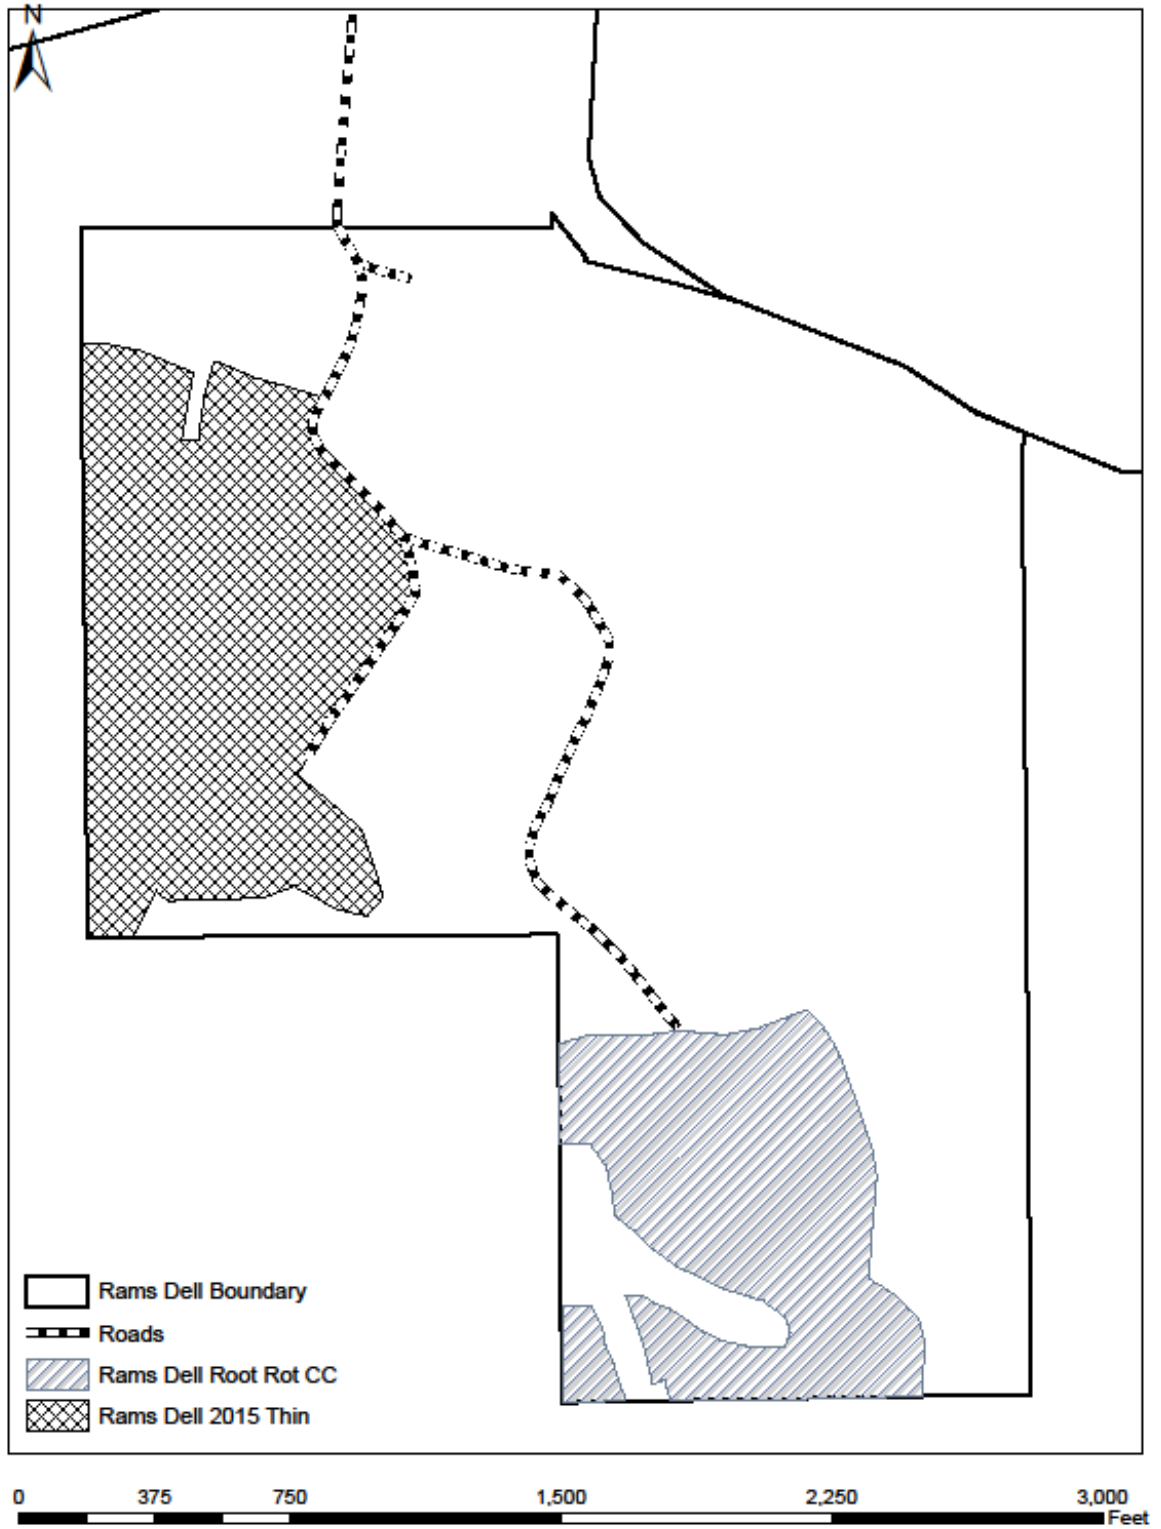 N
Rams Dell Boundary
Roads
Rams Dell Root Rot CC
Rams Dell 2015 Thin
0 375 750 1,500 2,250 3,000
Feet